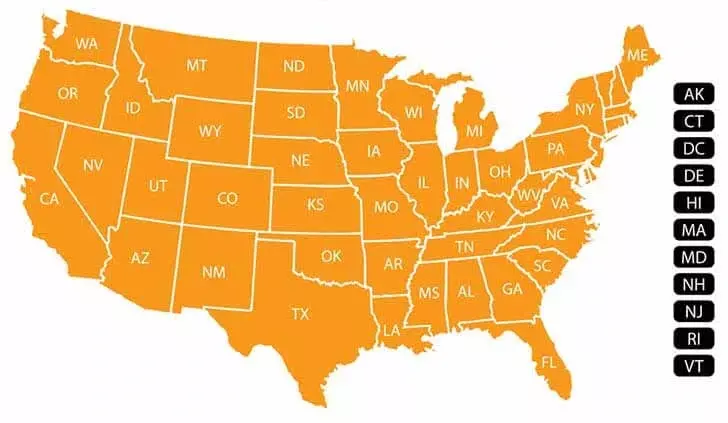 WA
MT
ND
MN
ME
OR
ID
SD
WI
MI
NY
WY
NE
IA
PA
NV
UT
CO
IL
IN
OH
CA
KS
MO
WV
VA
KY
AZ
NM
OK
AR
TN
NC
SC
TX
MS
AL
GA
LA
FL
AK
CT
DC
DE
HI
MA
MD
NH
NJ
RI
VT